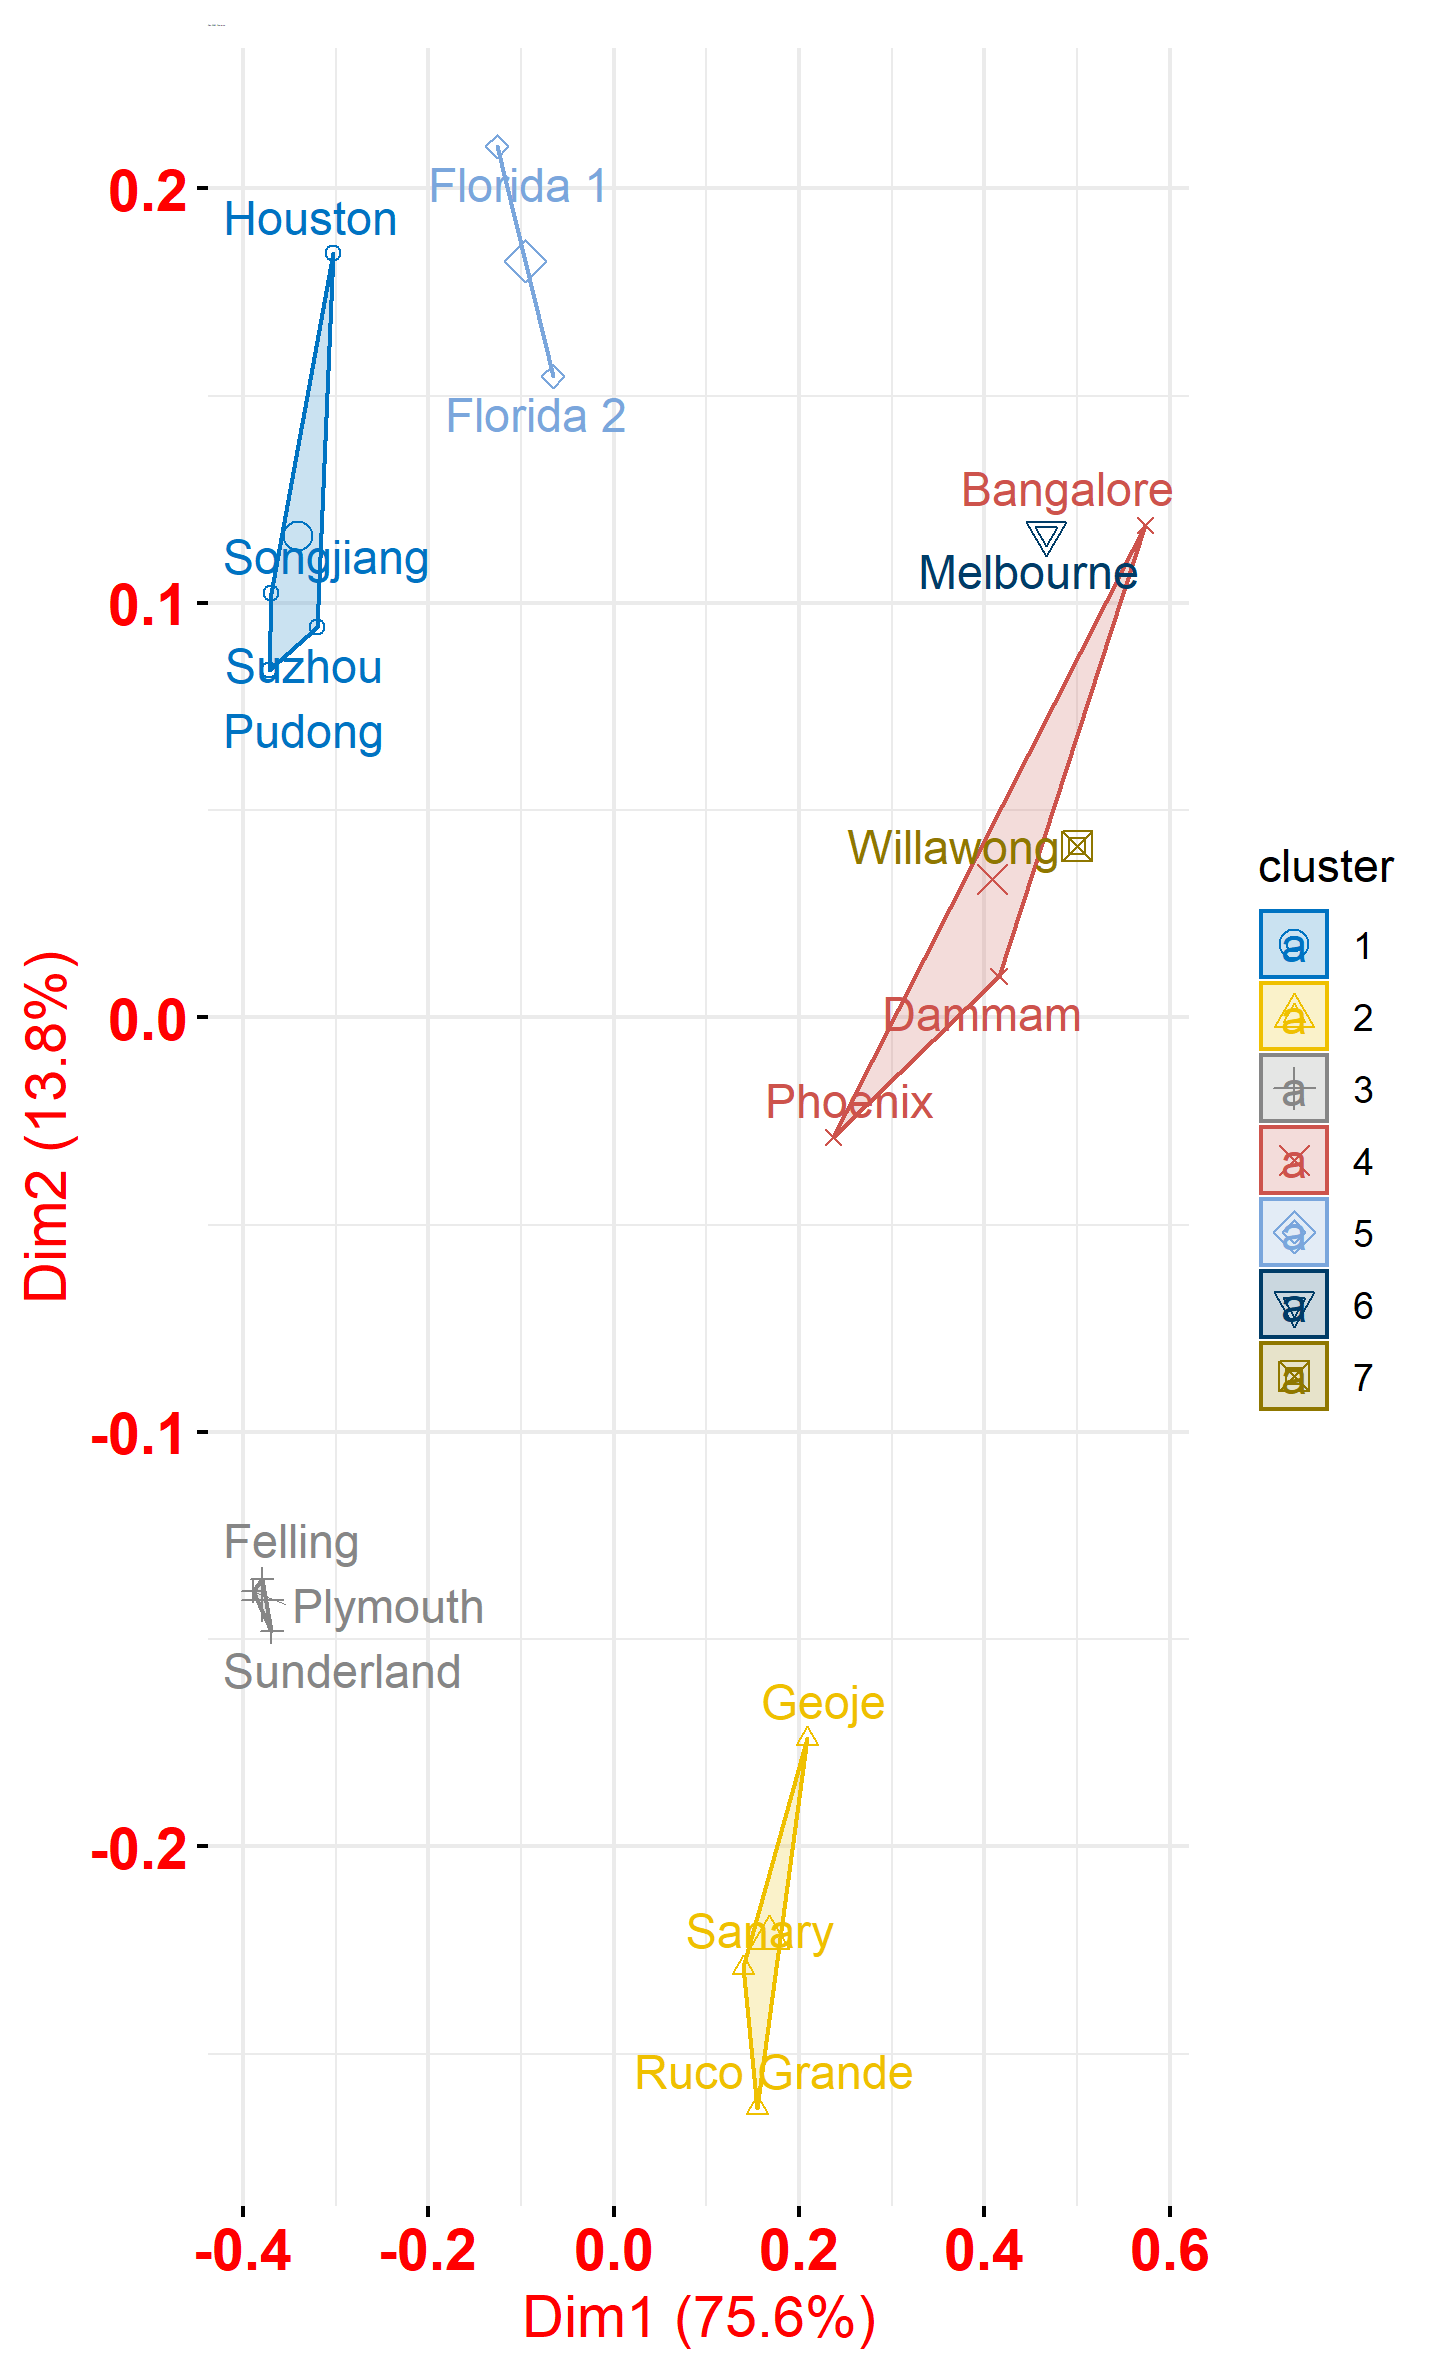 Florida 1
0.2
Houston
Florida 2
Bangalore
Melbourne
Songjiang
0.1
Suzhou
Pudong
Willawong
cluster
a 1
a 2
a 3
a 4
a 5
a 6
a 7
0.0
Dammam
Phoenix
Dim2 (13.8%)
-0.1
Felling
Plymouth
Sunderland
Geoje
-0.2
Sanary
Ruco Grande
-0.4 -0.2 0.0 0.2 0.4 0.6
Dim1 (75.6%)